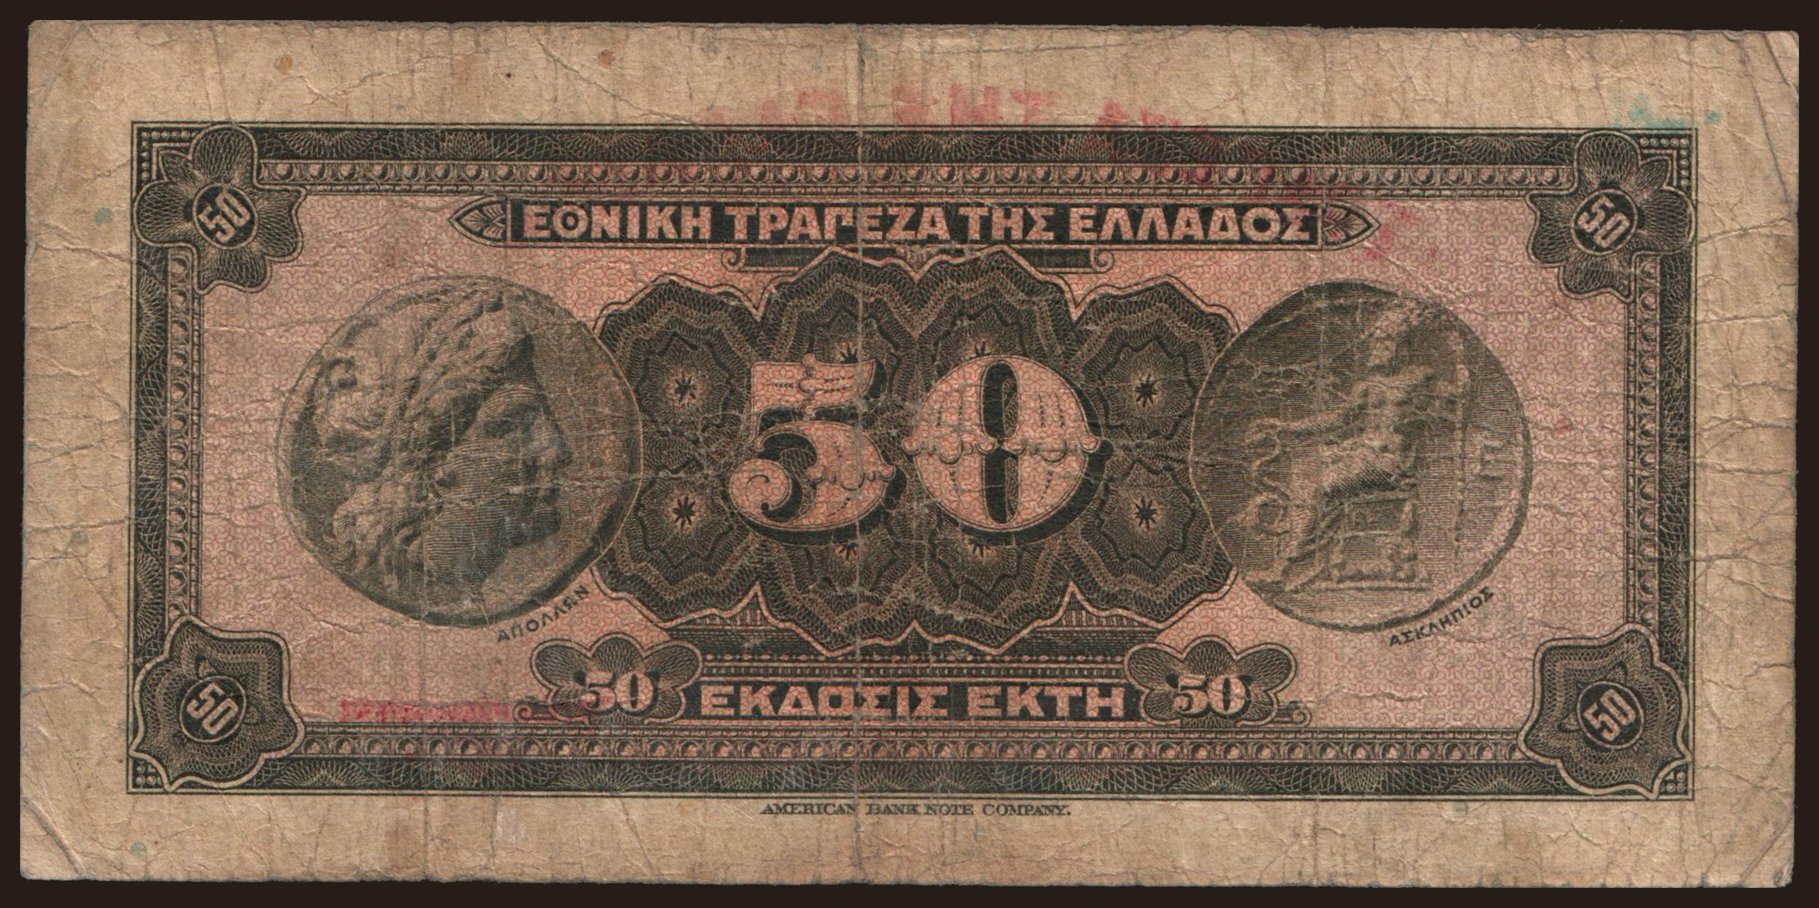 50 50
ΕΘΝΙΚΗ ΤΡΑΠΕΖΑ ΤΗΣ ΕΛΛΑΔΟΣ
50
ΑΠΟΛΛΩΝ ΑΣΚΛΗΠΙΟΣ
50 ΕΚΔΟΣΙΣ ΕΚΤΗ 50
50 50
AMERICAN BANK NOTE COMPANY.